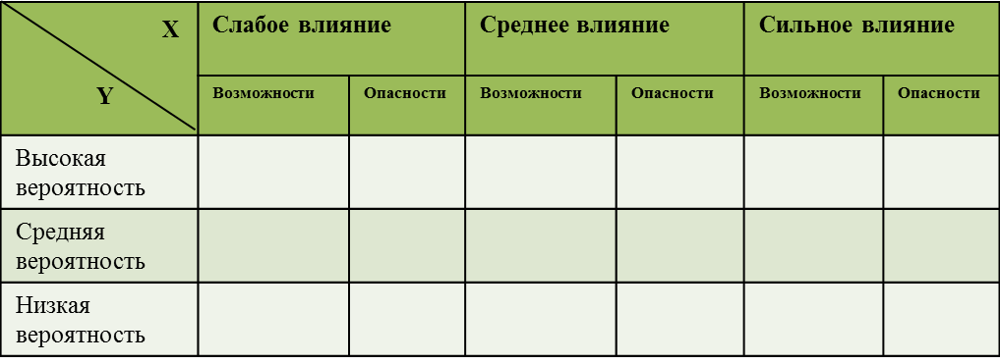 X
Y
Слабое влияние
Среднее влияние
Сильное влияние
Возможности
Опасности
Возможности
Опасности
Возможности
Опасности
Высокая
вероятность
Средняя
вероятность
Низкая
вероятность